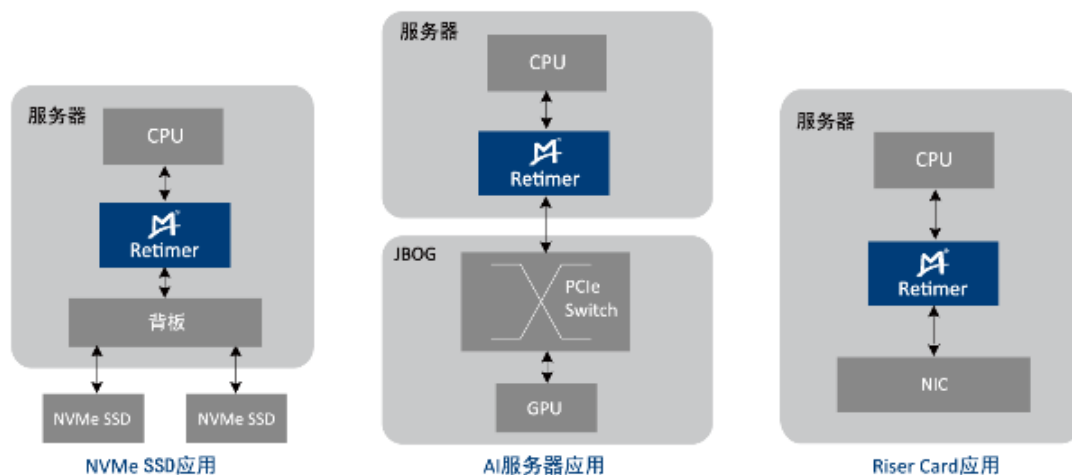 服务器
CPU
Retimer
背板
NVMe SSD
NVMe SSD
NVMe SSD应用
服务器
CPU
Retimer
JBOG
PCIe
Switch
GPU
AI服务器应用
服务器
CPU
Retimer
NIC
Riser Card应用